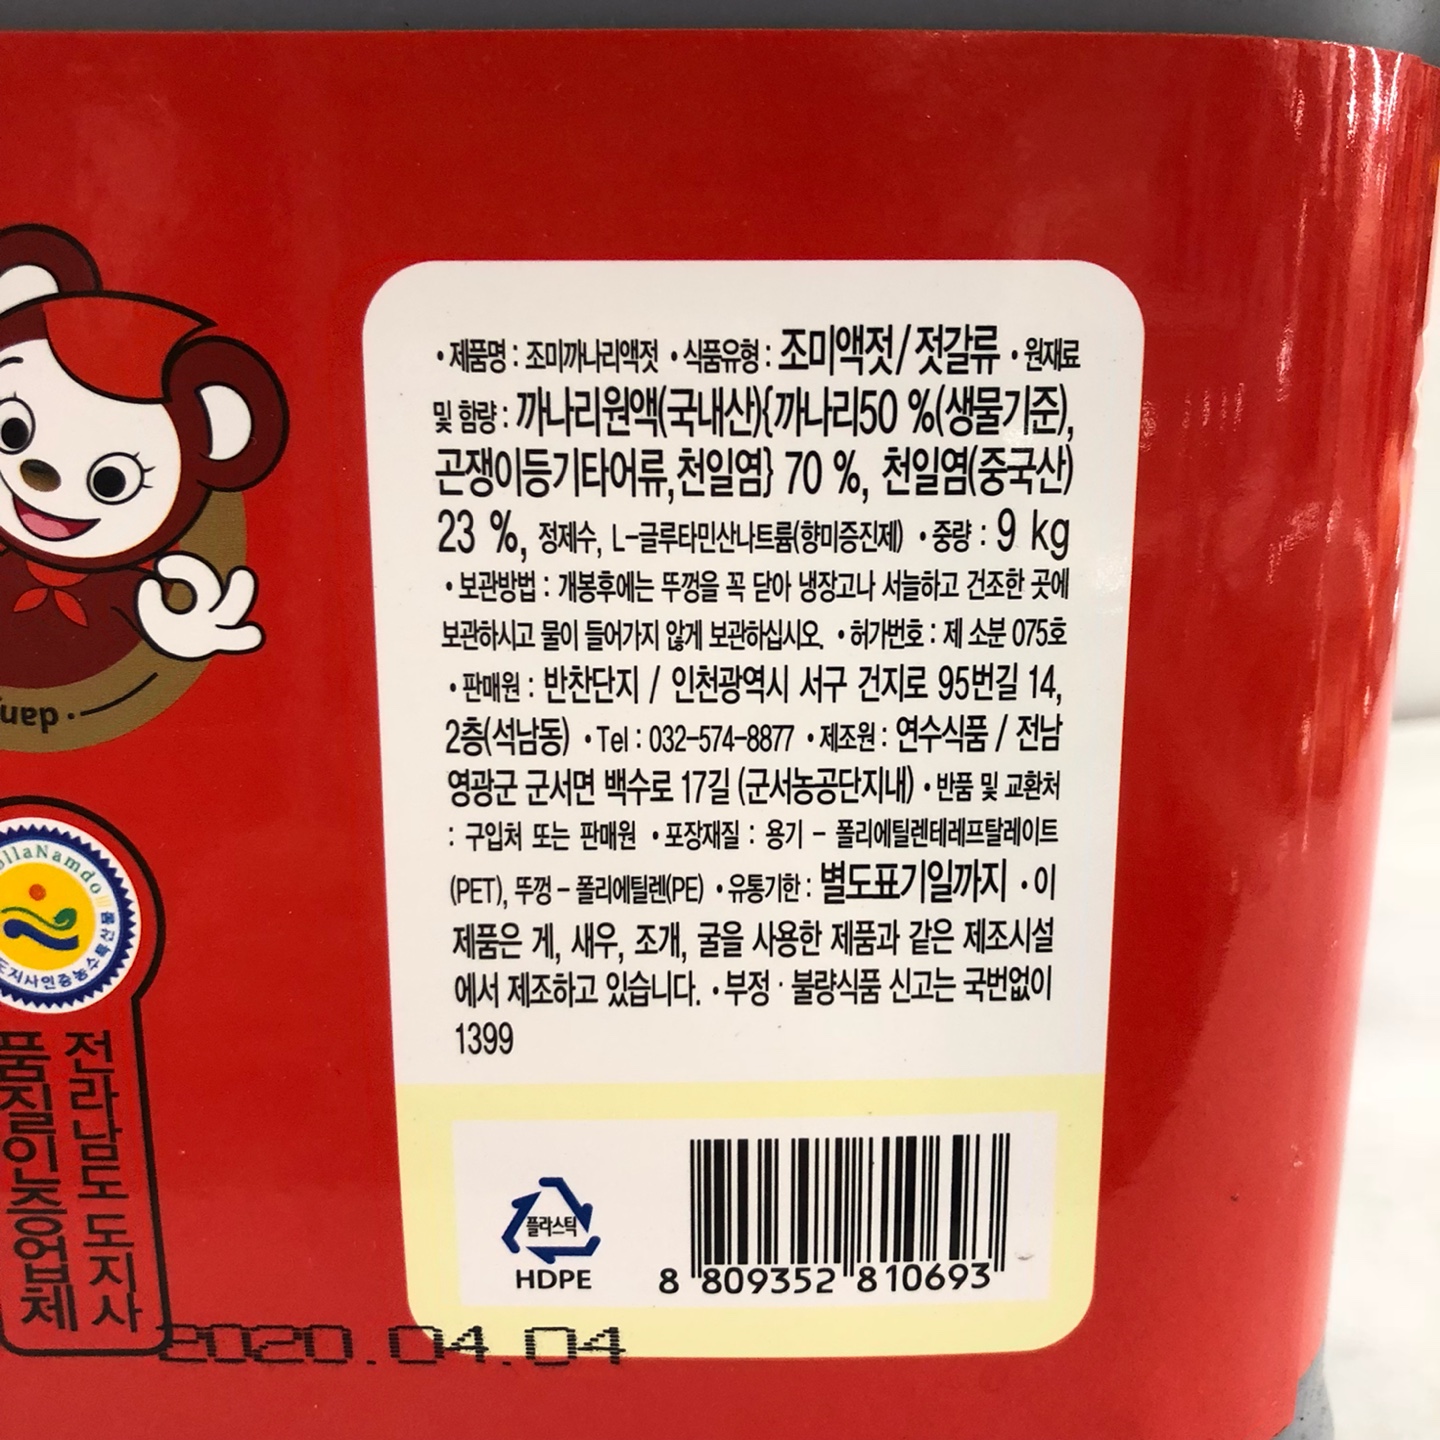 · 제품명 : 조미까나리액젓 · 식품유형 : 조미액젓/젓갈류 · 원재료
및 함량 : 까나리원액(국내산){까나리50 %(생물기준),
곤쟁이등기타어류,천일염} 70 %, 천일염(중국산)
23 %, 정제수, L-글루타민산나트륨(향미증진제) · 중량 : 9 kg
· 보관방법 : 개봉후에는 뚜껑을 꼭 닫아 냉장고나 서늘하고 건조한 곳에
보관하시고 물이 들어가지 않게 보관하십시오. · 허가번호 : 제 소분 075호
· 판매원 : 반찬단지 / 인천광역시 서구 건지로 95번길 14,
2층(석남동) · Tel : 032-574-8877 · 제조원 : 연수식품 / 전남
영광군 군서면 백수로 17길 (군서농공단지내) · 반품 및 교환처
: 구입처 또는 판매원 · 포장재질 : 용기 - 폴리에틸렌테레프탈레이트
(PET), 뚜껑 - 폴리에틸렌(PE) · 유통기한 : 별도표기일까지 · 이
제품은 게, 새우, 조개, 굴을 사용한 제품과 같은 제조시설
에서 제조하고 있습니다. · 부정 · 불량식품 신고는 국번없이
1399
플라스틱
HDPE
8 809352 810693
전라남도 도지사
품질인증업체
2020.04.04